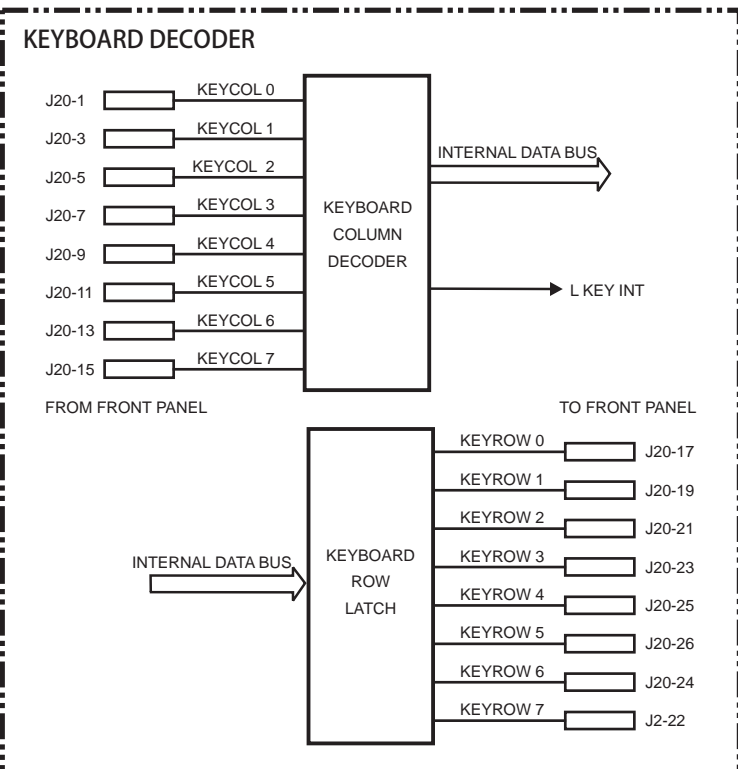 KEYBOARD DECODER
J20-1 KEYCOL 0
J20-3 KEYCOL 1
J20-5 KEYCOL 2
J20-7 KEYCOL 3
J20-9 KEYCOL 4
J20-11 KEYCOL 5
J20-13 KEYCOL 6
J20-15 KEYCOL 7
KEYBOARD
COLUMN
DECODER
INTERNAL DATA BUS
L KEY INT
FROM FRONT PANEL
TO FRONT PANEL
INTERNAL DATA BUS
KEYBOARD
ROW
LATCH
KEYROW 0 J20-17
KEYROW 1 J20-19
KEYROW 2 J20-21
KEYROW 3 J20-23
KEYROW 4 J20-25
KEYROW 5 J20-26
KEYROW 6 J20-24
KEYROW 7 J2-22